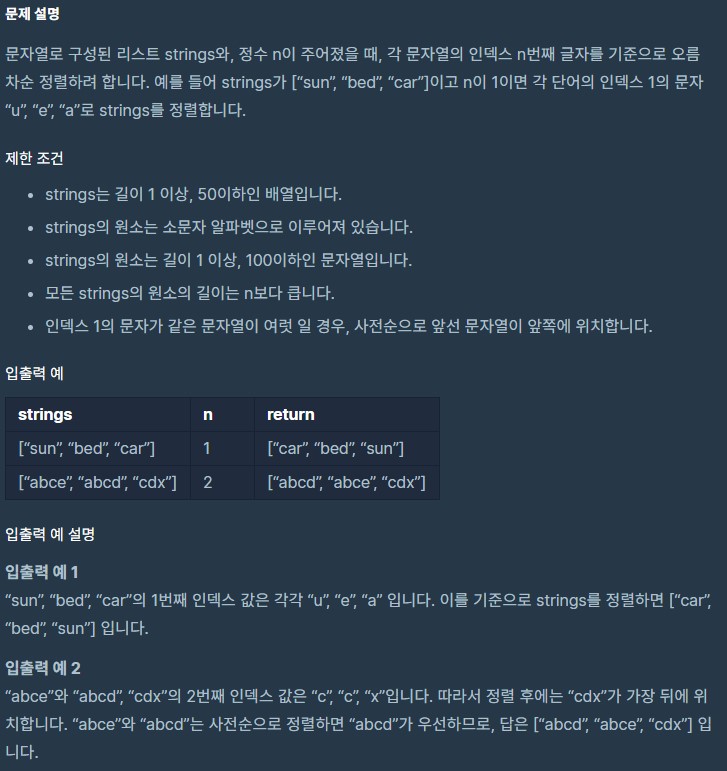 문제 설명
문자열로 구성된 리스트 strings와, 정수 n이 주어졌을 때, 각 문자열의 인덱스 n번째 글자를 기준으로 오름
차순 정렬하려 합니다. 예를 들어 strings가 [“sun”, “bed”, “car”]이고 n이 1이면 각 단어의 인덱스 1의 문자
“u”, “e”, “a”로 strings를 정렬합니다.
제한 조건
• strings는 길이 1 이상, 50이하인 배열입니다.
• strings의 원소는 소문자 알파벳으로 이루어져 있습니다.
• strings의 원소는 길이 1 이상, 100이하인 문자열입니다.
• 모든 strings의 원소의 길이는 n보다 큽니다.
• 인덱스 1의 문자가 같은 문자열이 여럿 일 경우, 사전순으로 앞선 문자열이 앞쪽에 위치합니다.
입출력 예
strings n return
[“sun”, “bed”, “car”] 1 [“car”, “bed”, “sun”]
[“abce”, “abcd”, “cdx”] 2 [“abcd”, “abce”, “cdx”]
입출력 예 설명
입출력 예 1
“sun”, “bed”, “car”의 1번째 인덱스 값은 각각 “u”, “e”, “a” 입니다. 이를 기준으로 strings를 정렬하면 [“car”,
“bed”, “sun”] 입니다.
입출력 예 2
“abce”와 “abcd”, “cdx”의 2번째 인덱스 값은 “c”, “c”, “x”입니다. 따라서 정렬 후에는 “cdx”가 가장 뒤에 위
치합니다. “abce”와 “abcd”는 사전순으로 정렬하면 “abcd”가 우선하므로, 답은 [“abcd”, “abce”, “cdx”] 입
니다.